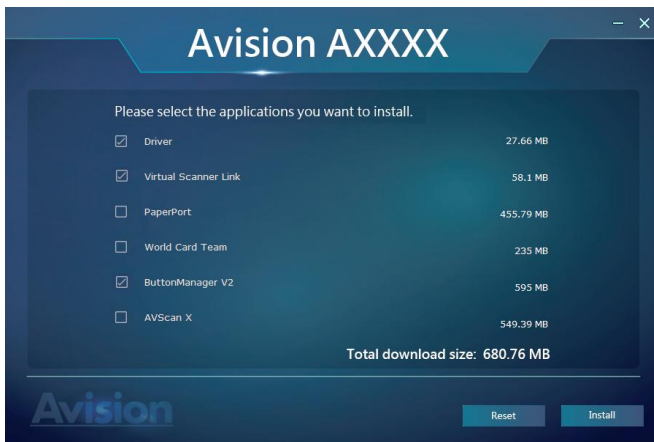 Avision AXXXX
Please select the applications you want to install.
Driver 27.66 MB
Virtual Scanner Link 58.1 MB
PaperPort 455.79 MB
World Card Team 235 MB
ButtonManager V2 595 MB
AVScan X 549.39 MB
Total download size: 680.76 MB
Avision
Reset Install